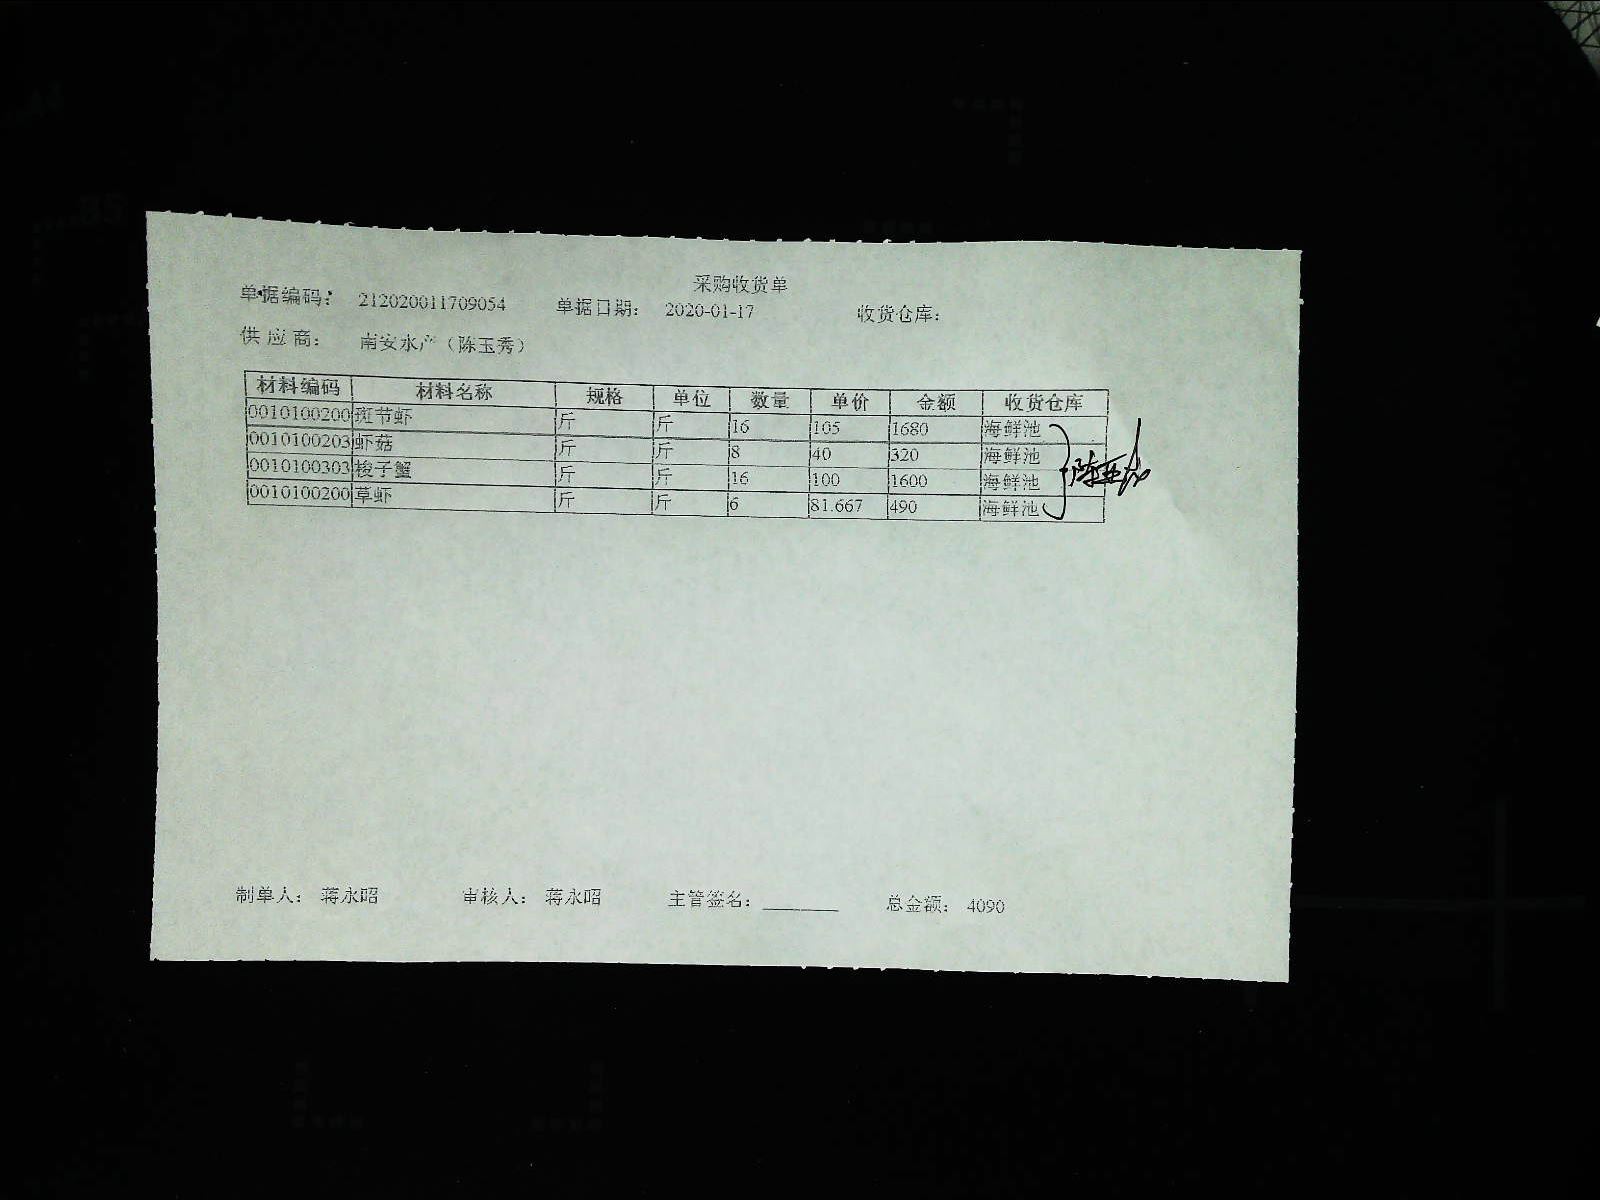 采购收货单
单据编码： 212020011709054 单据日期： 2020-01-17 收货仓库：
供 应 商： 南安水产（陈玉秀）
材料编码 材料名称 规格 单位 数量 单价 金额 收货仓库
0010100200 斑节虾 斤 斤 16 105 1680 海鲜池
0010100203 虾菇 斤 斤 8 40 320 海鲜池
0010100303 梭子蟹 斤 斤 16 100 1600 海鲜池
0010100200 草虾 斤 斤 6 81.667 490 海鲜池
制单人： 蒋永昭 审核人： 蒋永昭 主管签名： 总金额： 4090